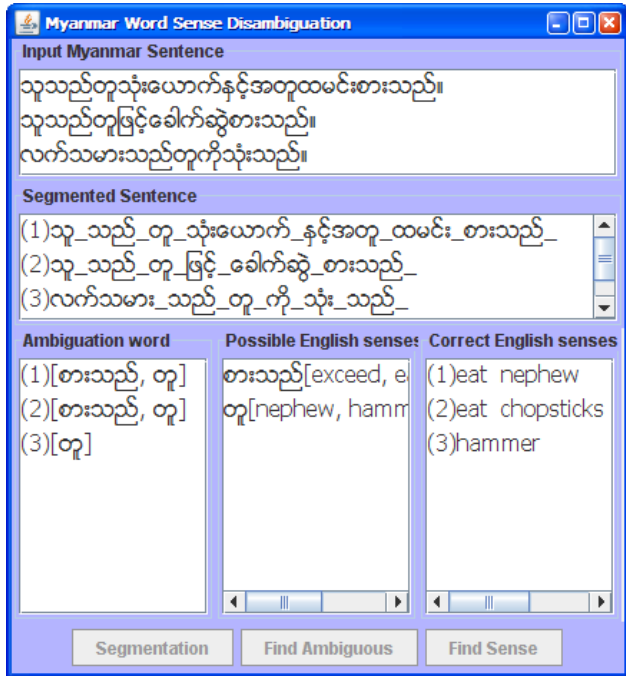 Myanmar Word Sense Disambiguation
Input Myanmar Sentence
သူသည်တူသုံးယောက်နှင့်အတူထမင်းစားသည်။
သူသည်တူဖြင့်ခေါက်ဆွဲစားသည်။
လက်သမားသည်တူကိုသုံးသည်။
Segmented Sentence
(1)သူ_သည်_တူ_သုံးယောက်_နှင့်အတူ_ထမင်း_စားသည်_
(2)သူ_သည်_တူ_ဖြင့်_ခေါက်ဆွဲ_စားသည်_
(3)လက်သမား_သည်_တူ_ကို_သုံး_သည်_
Ambiguation word
(1)[စားသည်, တူ]
(2)[စားသည်, တူ]
(3)[တူ]
Possible English senses
စားသည်[exceed, ea
တူ[nephew, hamm
Correct English senses
(1)eat nephew
(2)eat chopsticks
(3)hammer
Segmentation
Find Ambiguous
Find Sense